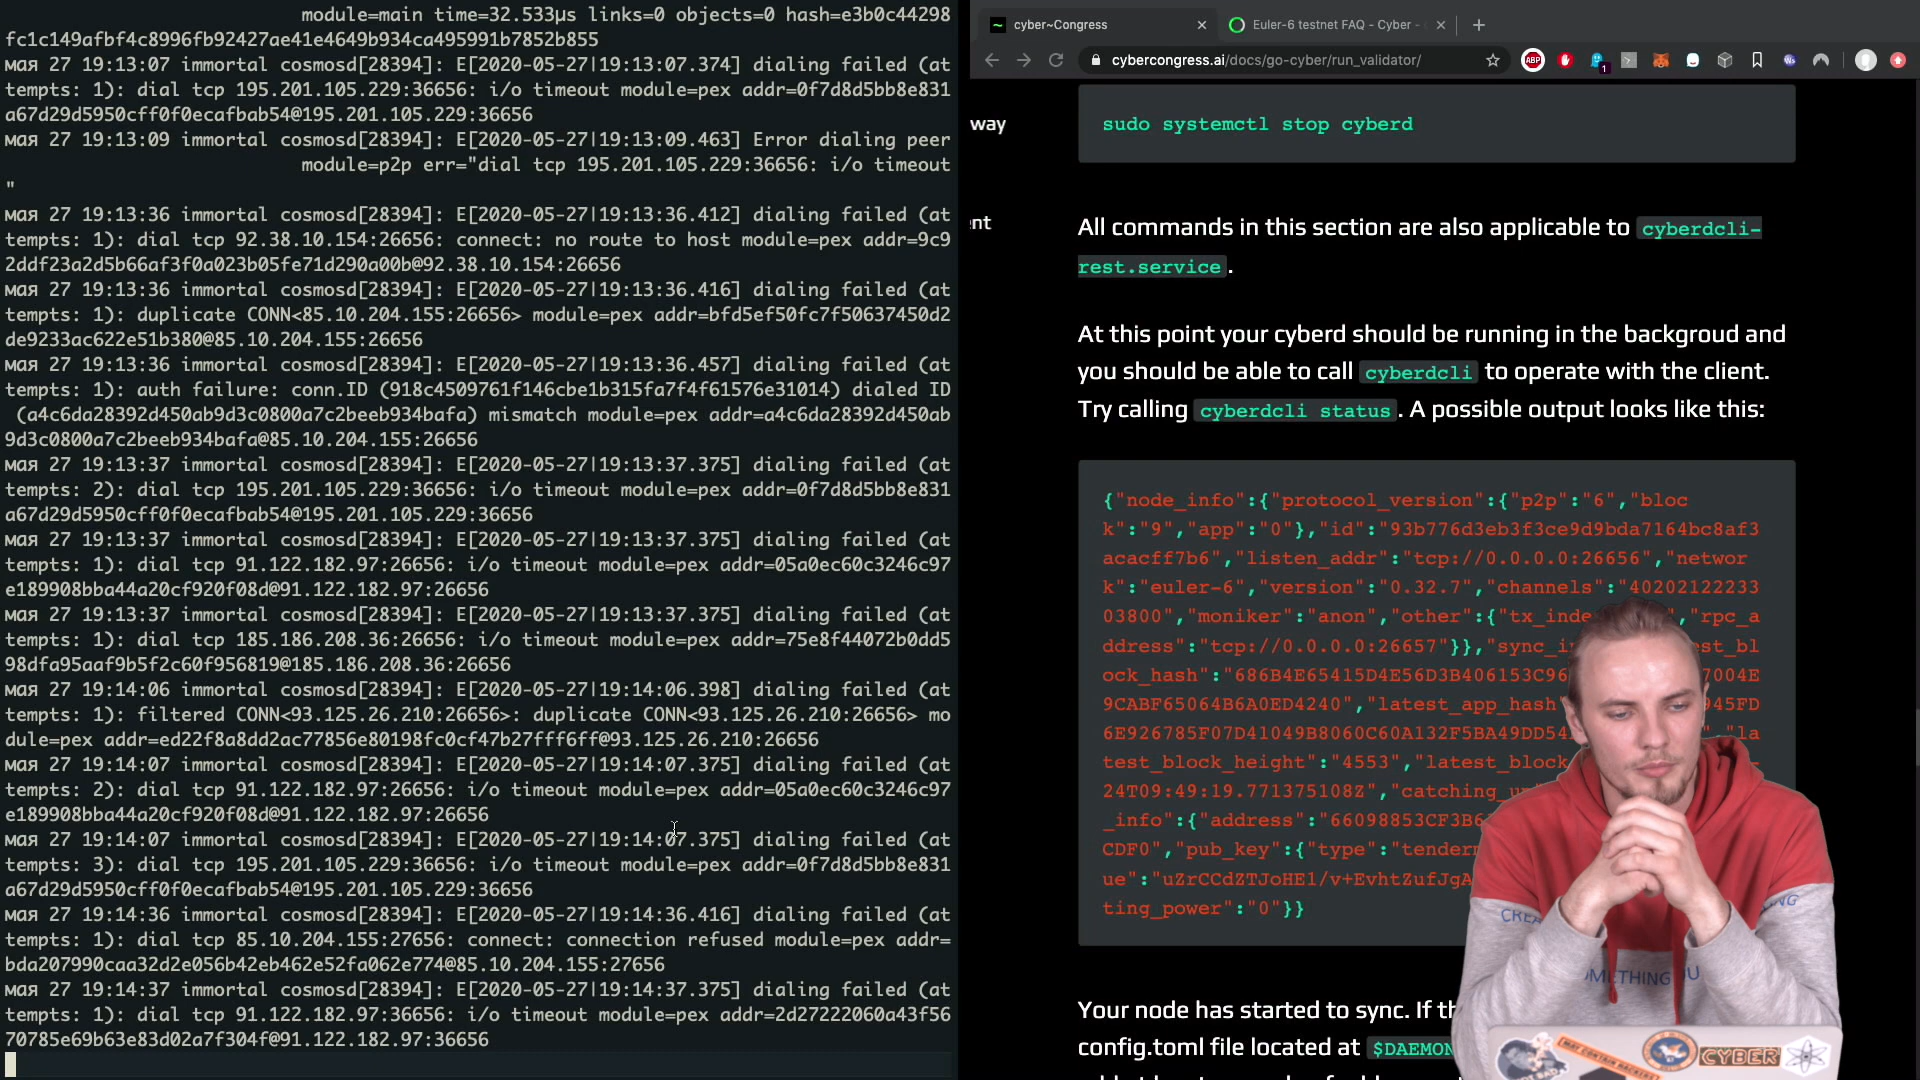 module=main time=32.533µs links=0 objects=0 hash=e3b0c44298
fc1c149afbf4c8996fb92427ae41e4649b934ca495991b7852b855
мая 27 19:13:07 immortal cosmosd[28394]: E[2020-05-27|19:13:07.374] dialing failed (at
tempts: 1): dial tcp 195.201.105.229:36656: i/o timeout module=pex addr=0f7d8d5bb8e831
a67d29d5950cff0f0ecafbab54@195.201.105.229:36656
мая 27 19:13:09 immortal cosmosd[28394]: E[2020-05-27|19:13:09.463] Error dialing peer
module=p2p err="dial tcp 195.201.105.229:36656: i/o timeout
"
мая 27 19:13:36 immortal cosmosd[28394]: E[2020-05-27|19:13:36.412] dialing failed (at
tempts: 1): dial tcp 92.38.10.154:26656: connect: no route to host module=pex addr=9c9
2ddf23a2d5b66af3f0a023b05fe71d290a00b@92.38.10.154:26656
мая 27 19:13:36 immortal cosmosd[28394]: E[2020-05-27|19:13:36.416] dialing failed (at
tempts: 1): duplicate CONN<85.10.204.155:26656> module=pex addr=bfd5ef50fc7f50637450d2
de9233ac622e51b380@85.10.204.155:26656
мая 27 19:13:36 immortal cosmosd[28394]: E[2020-05-27|19:13:36.457] dialing failed (at
tempts: 1): auth failure: conn.ID (918c4509761f146cbe1b315fa7f4f61576e31014) dialed ID
(a4c6da28392d450ab9d3c0800a7c2beeb934bafa) mismatch module=pex addr=a4c6da28392d450ab
9d3c0800a7c2beeb934bafa@85.10.204.155:26656
мая 27 19:13:37 immortal cosmosd[28394]: E[2020-05-27|19:13:37.375] dialing failed (at
tempts: 2): dial tcp 195.201.105.229:36656: i/o timeout module=pex addr=0f7d8d5bb8e831
a67d29d5950cff0f0ecafbab54@195.201.105.229:36656
мая 27 19:13:37 immortal cosmosd[28394]: E[2020-05-27|19:13:37.375] dialing failed (at
tempts: 1): dial tcp 91.122.182.97:26656: i/o timeout module=pex addr=05a0ec60c3246c97
e189908bba44a20cf920f08d@91.122.182.97:26656
мая 27 19:13:37 immortal cosmosd[28394]: E[2020-05-27|19:13:37.375] dialing failed (at
tempts: 1): dial tcp 185.186.208.36:26656: i/o timeout module=pex addr=75e8f44072b0dd5
98dfa95aaf9b5f2c60f956819@185.186.208.36:26656
мая 27 19:14:06 immortal cosmosd[28394]: E[2020-05-27|19:14:06.398] dialing failed (at
tempts: 1): filtered CONN<93.125.26.210:26656>: duplicate CONN<93.125.26.210:26656> mo
dule=pex addr=ed22f8a8dd2ac77856e80198fc0cf47b27fff6ff@93.125.26.210:26656
мая 27 19:14:07 immortal cosmosd[28394]: E[2020-05-27|19:14:07.375] dialing failed (at
tempts: 2): dial tcp 91.122.182.97:26656: i/o timeout module=pex addr=05a0ec60c3246c97
e189908bba44a20cf920f08d@91.122.182.97:26656
мая 27 19:14:07 immortal cosmosd[28394]: E[2020-05-27|19:14:07.375] dialing failed (at
tempts: 3): dial tcp 195.201.105.229:36656: i/o timeout module=pex addr=0f7d8d5bb8e831
a67d29d5950cff0f0ecafbab54@195.201.105.229:36656
мая 27 19:14:36 immortal cosmosd[28394]: E[2020-05-27|19:14:36.416] dialing failed (at
tempts: 1): dial tcp 85.10.204.155:27656: connect: connection refused module=pex addr=
bda207990caa32d2e056b42eb462e52fa062e774@85.10.204.155:27656
мая 27 19:14:37 immortal cosmosd[28394]: E[2020-05-27|19:14:37.375] dialing failed (at
tempts: 1): dial tcp 91.122.182.97:36656: i/o timeout module=pex addr=2d27222060a43f56
70785e69b63e83d02a7f304f@91.122.182.97:36656
cyber~Congress
Euler-6 testnet FAQ - Cyber -
cybercongress.ai/docs/go-cyber/run_validator/
ABP
1
way
nt
sudo systemctl stop cyberd
All commands in this section are also applicable to cyberdcli-
rest.service.
At this point your cyberd should be running in the backgroud and
you should be able to call cyberdcli to operate with the client.
Try calling cyberdcli status. A possible output looks like this:
{"node_info":{"protocol_version":{"p2p":"6","bloc
k":"9","app":"0"},"id":"93b776d3eb3f3ce9d9bda7164bc8af3
acacff7b6","listen_addr":"tcp://0.0.0.0:26656","networ
k":"euler-6","version":"0.32.7","channels":"40202122233
03800","moniker":"anon","other":{"tx_inde ","rpc_a
ddress":"tcp://0.0.0.0:26657"}},"sync_i est_bl
ock_hash":"686B4E65415D4E56D3B406153C96 7004E
9CABF65064B6A0ED4240","latest_app_hash 945FD
6E926785F07D41049B8060C60A132F5BA49DD54 "la
test_block_height":"4553","latest_block
24T09:49:19.771375108Z","catching_u
_info":{"address":"66098853CF3B6
CDF0","pub_key":{"type":"tender
ue":"uZrCCdZTJoHE1/v+EvhtZufJgA
ting_power":"0"}}
Your node has started to sync. If th
config.toml file located at $DAEMON
CREA
OMETHING
OU
CYBER